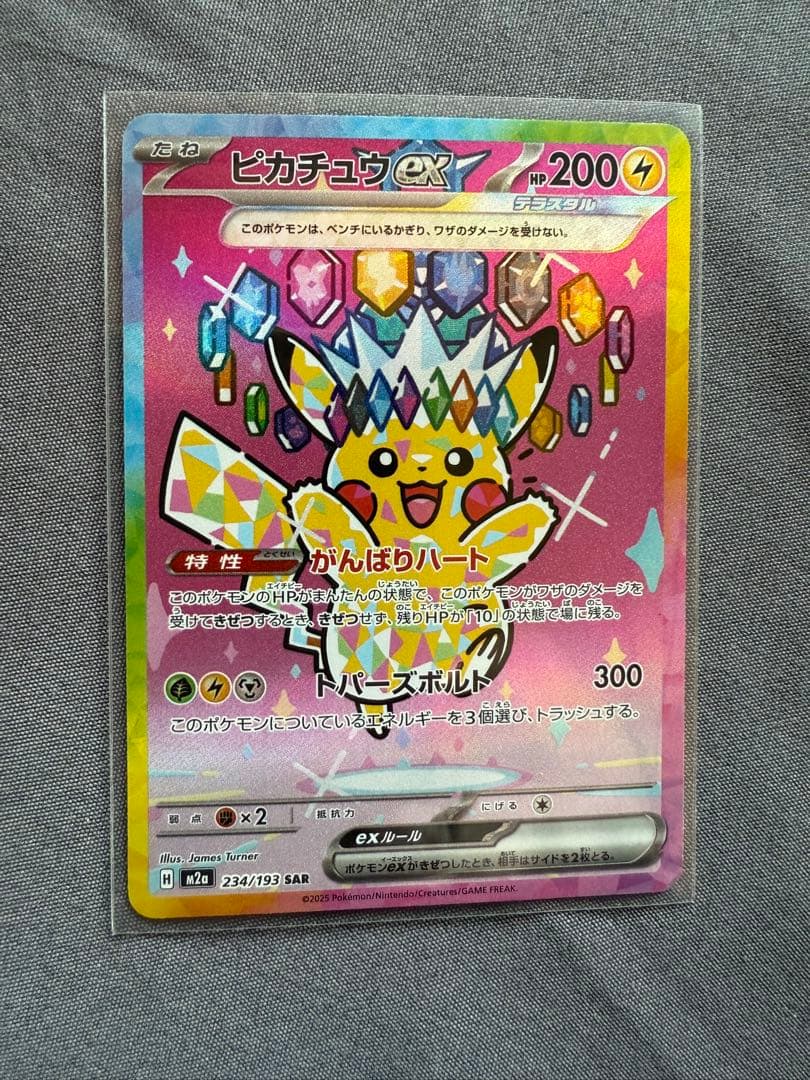 たね ピカチュウex HP200
テラスタル
このポケモンは、ベンチにいるかぎり、ワザのダメージを受けない。
特性 とくせい がんばりハート
このポケモンのHPがまんたんの状態で、このポケモンがワザのダメージを
受けてきぜつするとき、きぜつせず、残りHPが「10」の状態で場に残る。
トパーズボルト 300
このポケモンについているエネルギーを3個選び、トラッシュする。
弱点 ×2 抵抗力 にげる
exルール
ポケモンexがきぜつしたとき、相手はサイドを2枚とる。
Illus. James Turner
H m2a 234/193 SAR
©2025 Pokémon/Nintendo/Creatures/GAME FREAK.